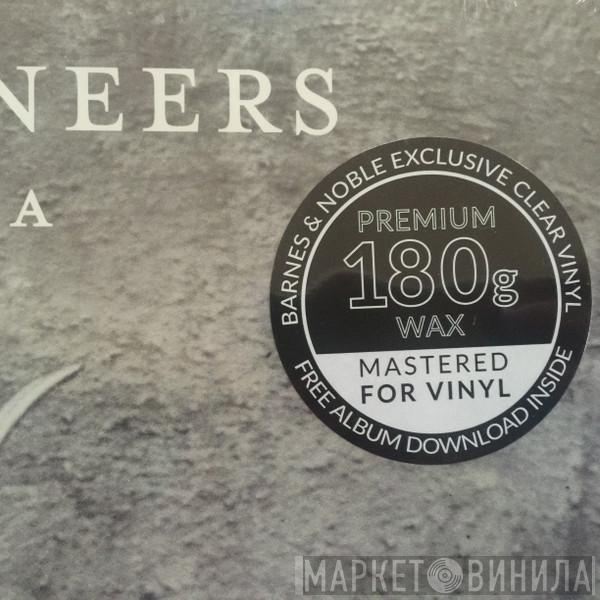 NEERS
A
BARNES & NOBLE EXCLUSIVE CLEAR VINYL
PREMIUM
180g
WAX
MASTERED
FOR VINYL
FREE ALBUM DOWNLOAD INSIDE
МАРКЕТ ВИНИЛА